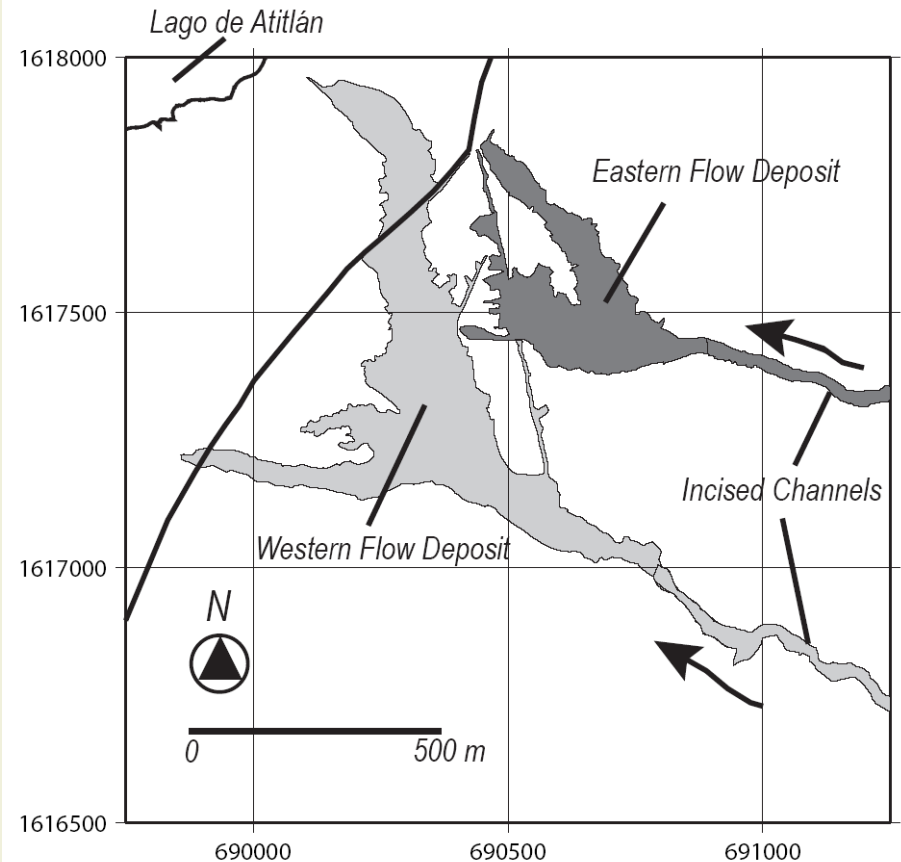 Lago de Atitlán
1618000
Eastern Flow Deposit
1617500
Incised Channels
Western Flow Deposit
1617000
N
0 500 m
1616500
690000 690500 691000